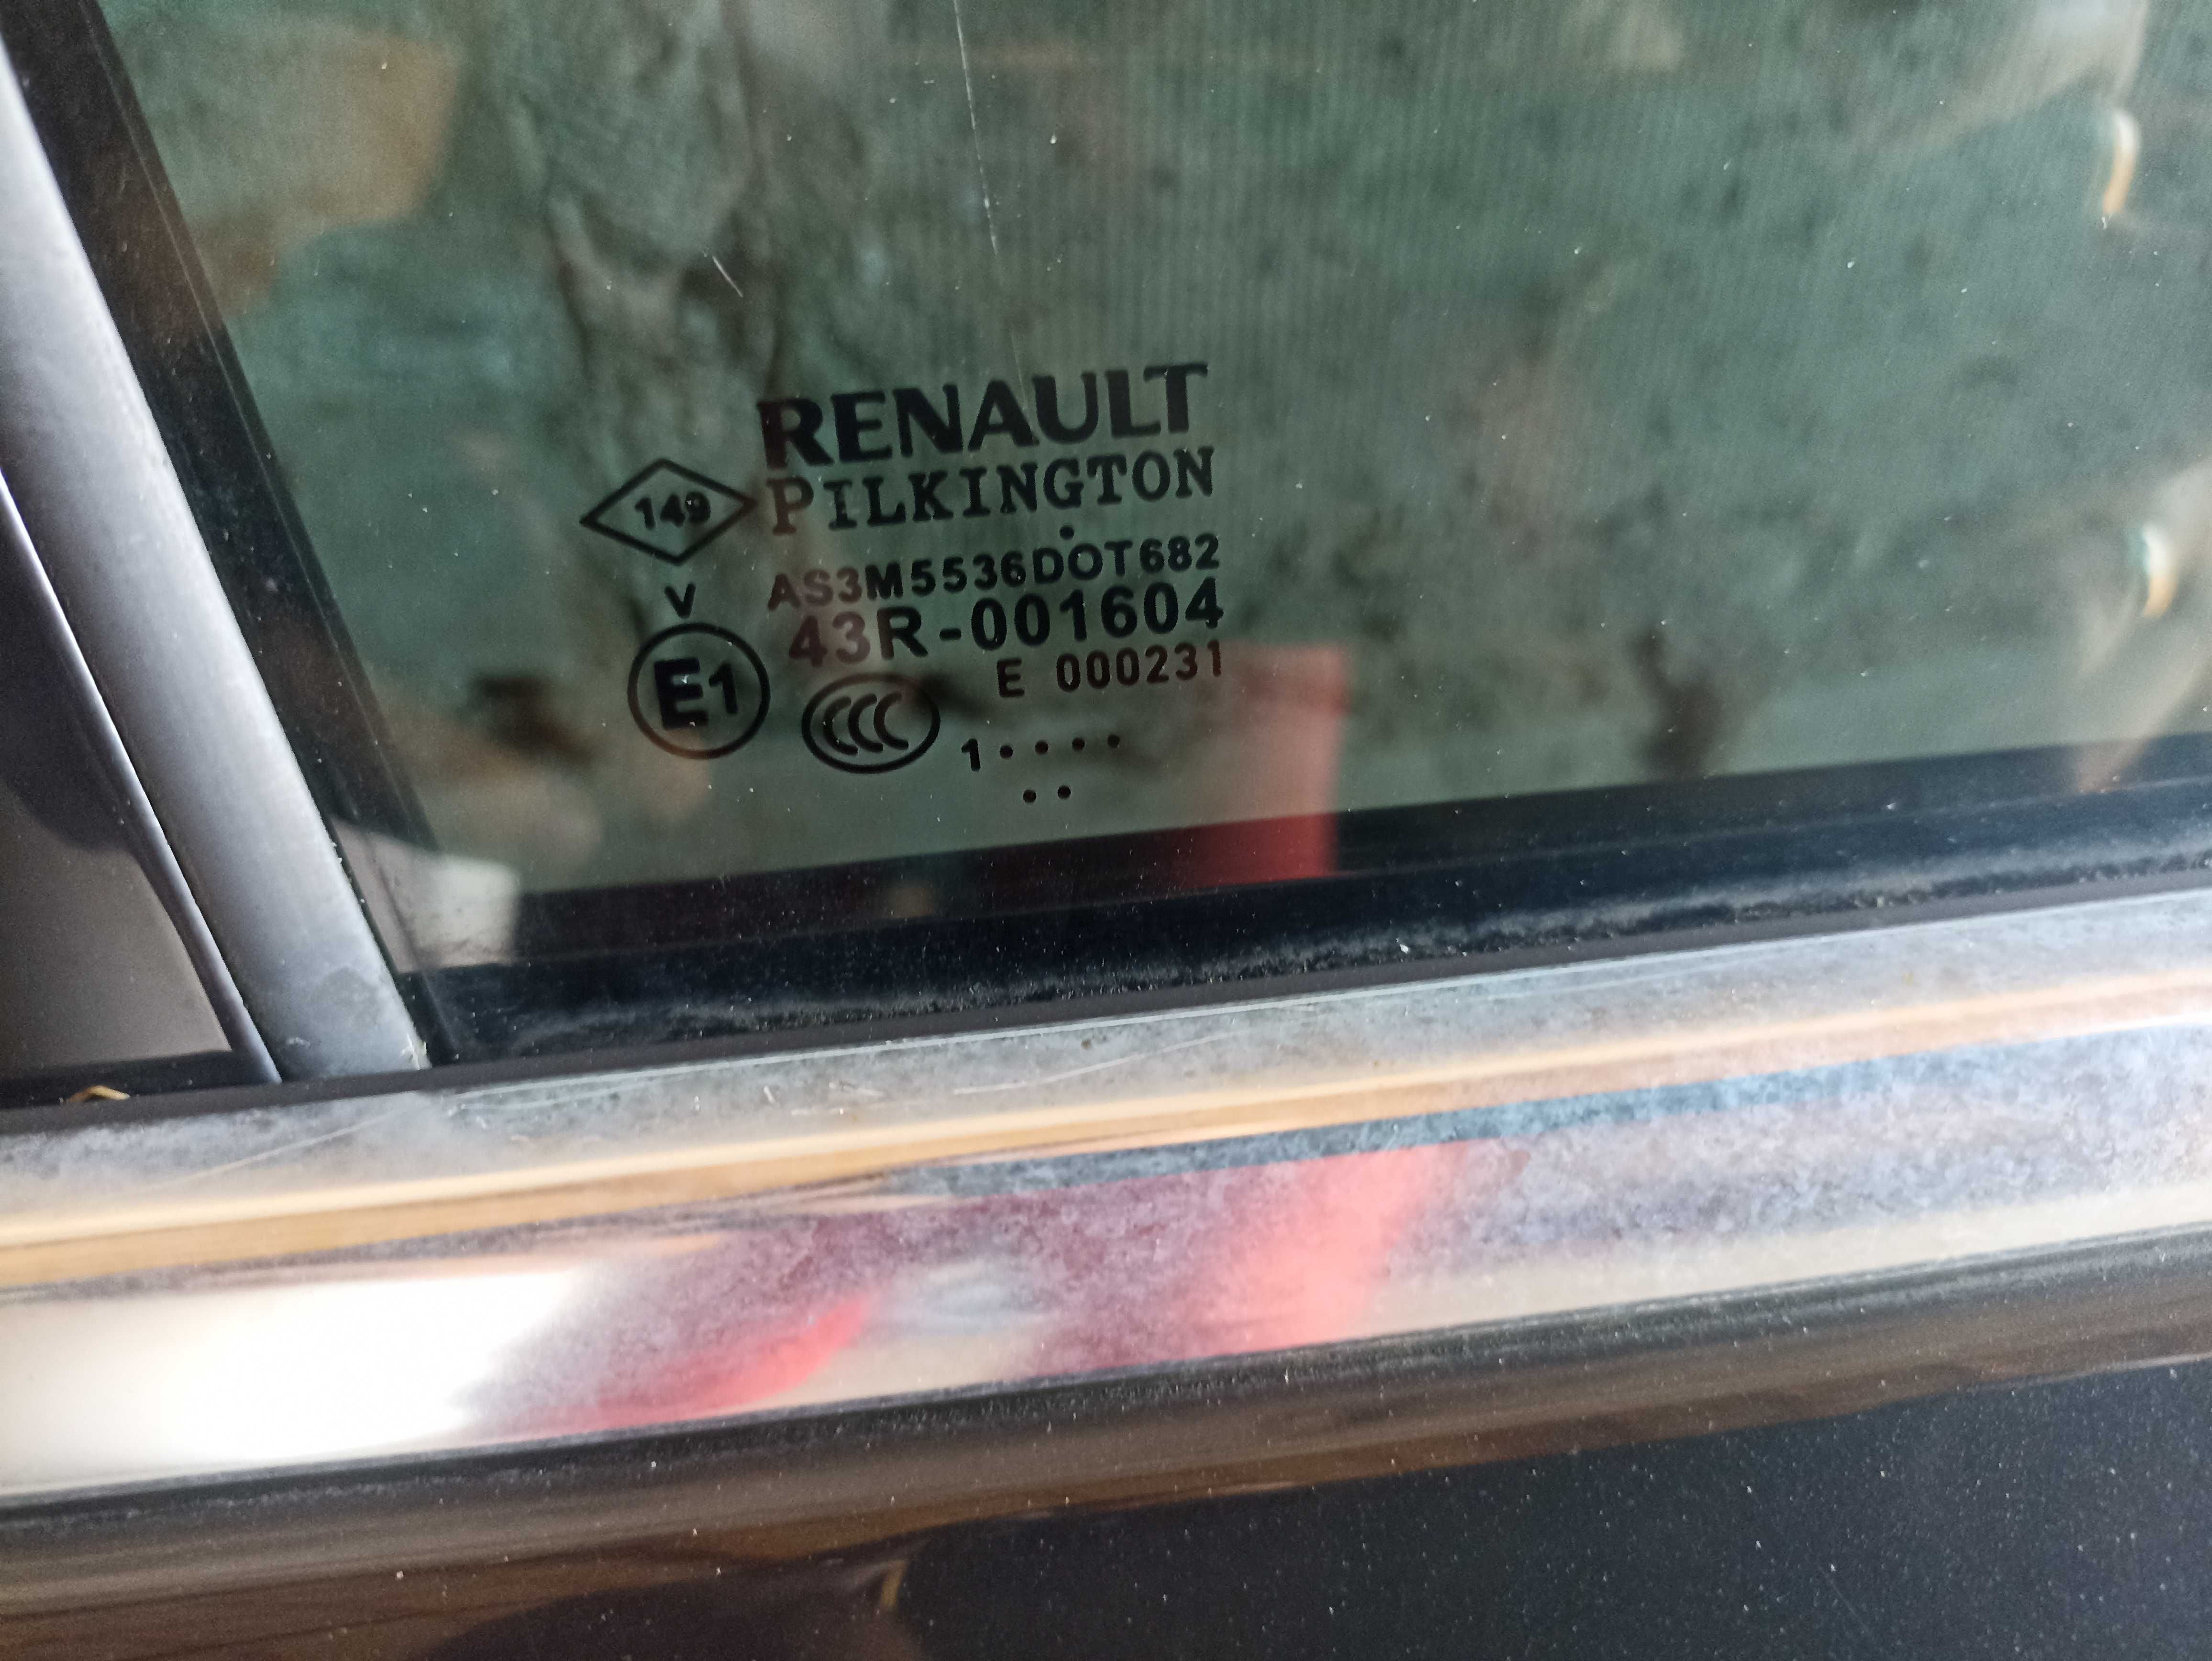 RENAULT
149
PILKINGTON
AS3M5536DOT682
V
43R-001604
E1
E 000231
CCC
1....
..